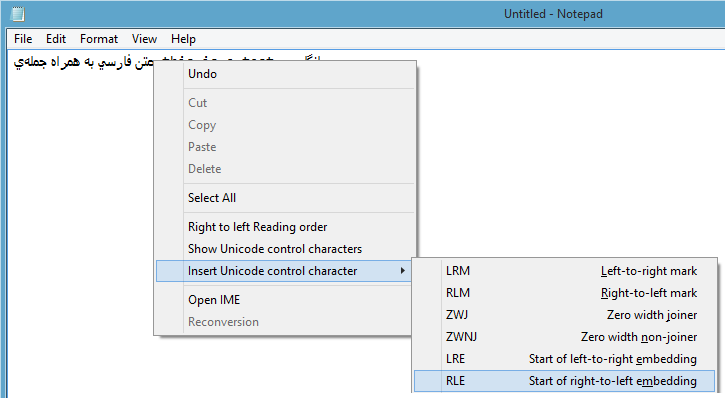 Untitled - Notepad
File Edit Format View Help
متن فارسي به همراه جمله‌ي
Undo
Cut
Copy
Paste
Delete
Select All
Right to left Reading order
Show Unicode control characters
Insert Unicode control character
Open IME
Reconversion
LRM Left-to-right mark
RLM Right-to-left mark
ZWJ Zero width joiner
ZWNJ Zero width non-joiner
LRE Start of left-to-right embedding
RLE Start of right-to-left embedding